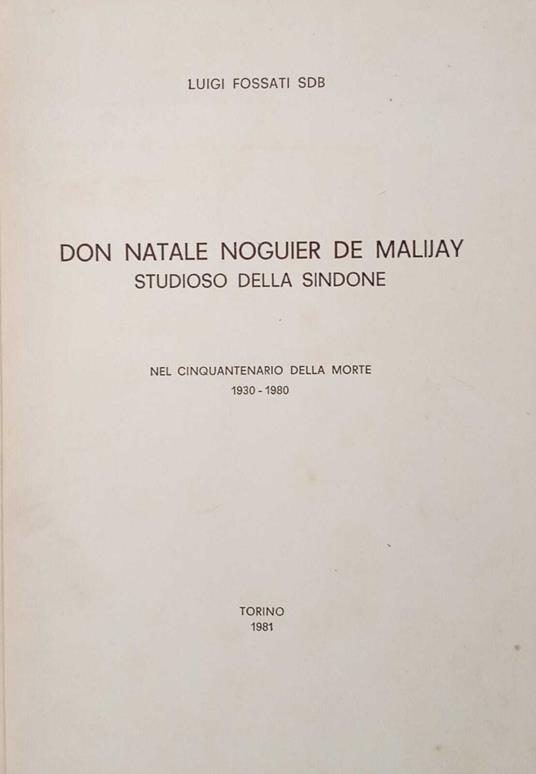 LUIGI FOSSATI SDB
DON NATALE NOGUIER DE MALIJAY
STUDIOSO DELLA SINDONE
NEL CINQUANTENARIO DELLA MORTE
1930 - 1980
TORINO
1981